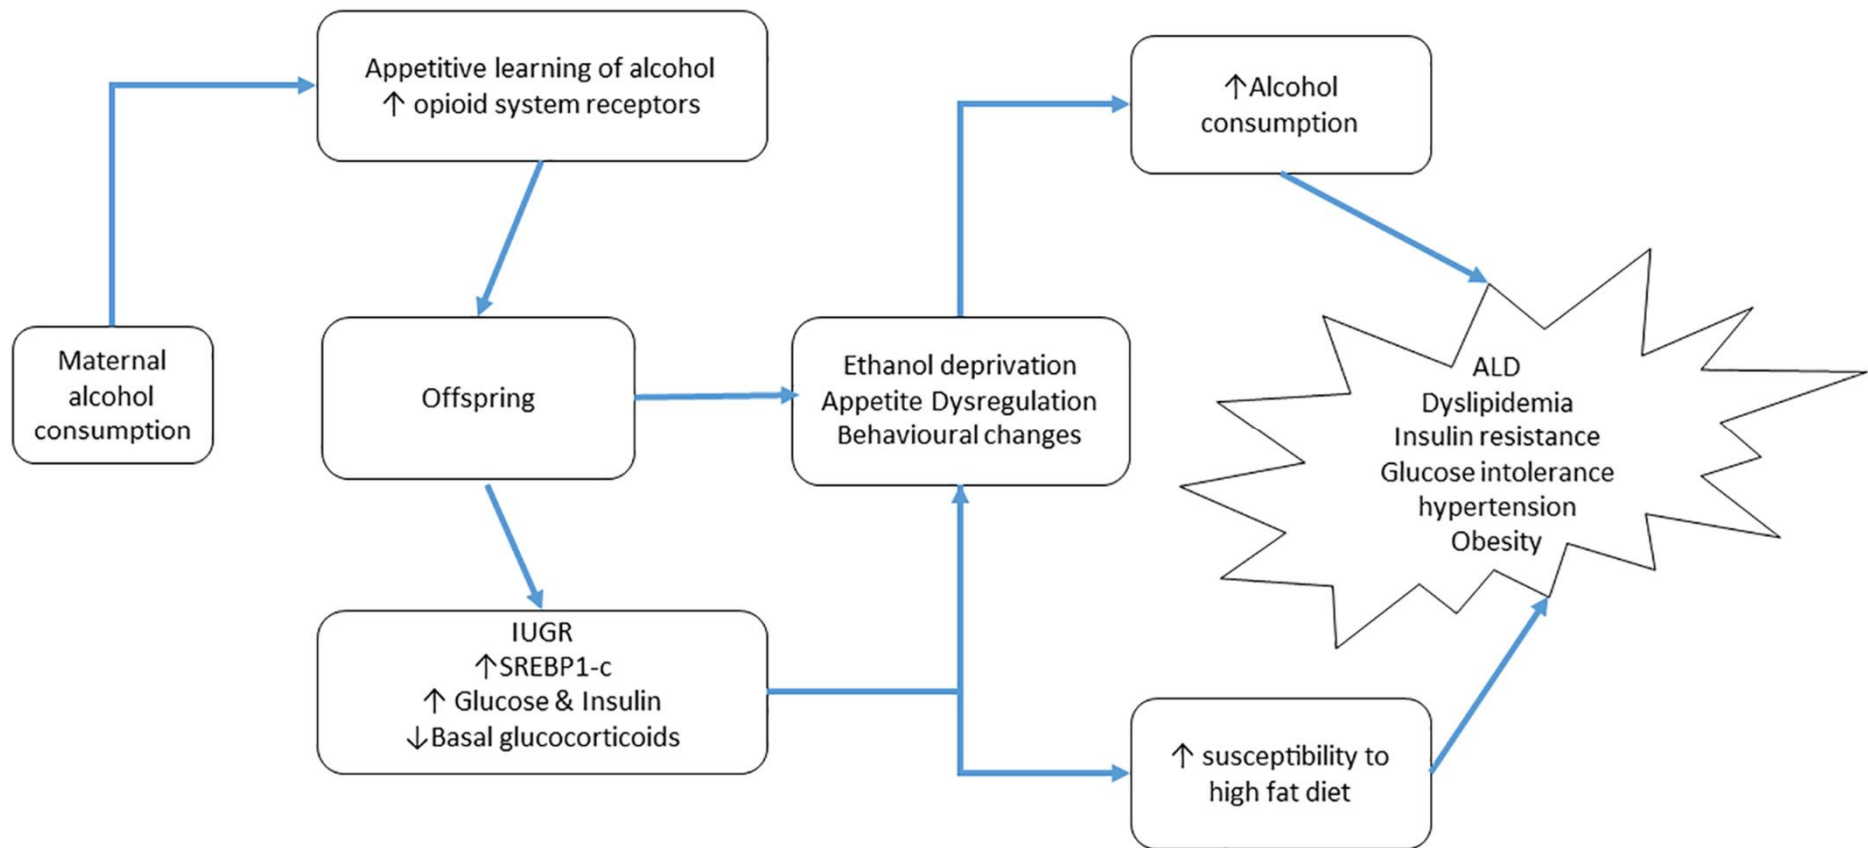 Appetitive learning of alcohol
↑ opioid system receptors
↑Alcohol
consumption
Maternal
alcohol
consumption
Offspring
Ethanol deprivation
Appetite Dysregulation
Behavioural changes
ALD
Dyslipidemia
Insulin resistance
Glucose intolerance
hypertension
Obesity
IUGR
↑SREBP1-c
↑ Glucose & Insulin
↓Basal glucocorticoids
↑ susceptibility to
high fat diet